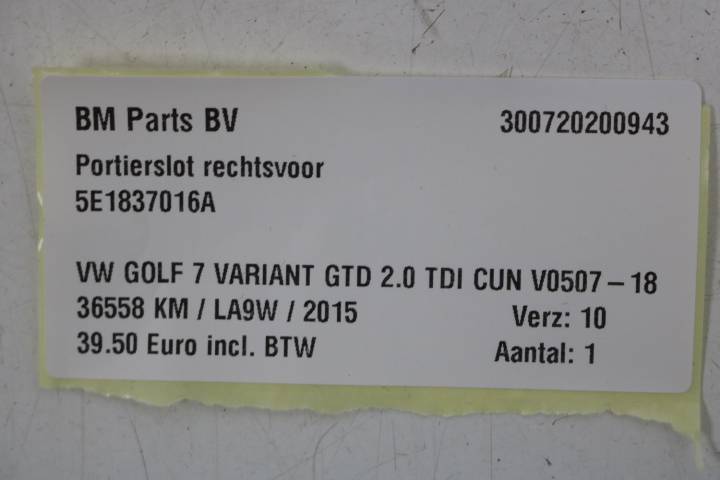 BM Parts BV 300720200943
Portierslot rechtsvoor
5E1837016A
VW GOLF 7 VARIANT GTD 2.0 TDI CUN V0507-18
36558 KM / LA9W / 2015 Verz: 10
39.50 Euro incl. BTW Aantal: 1